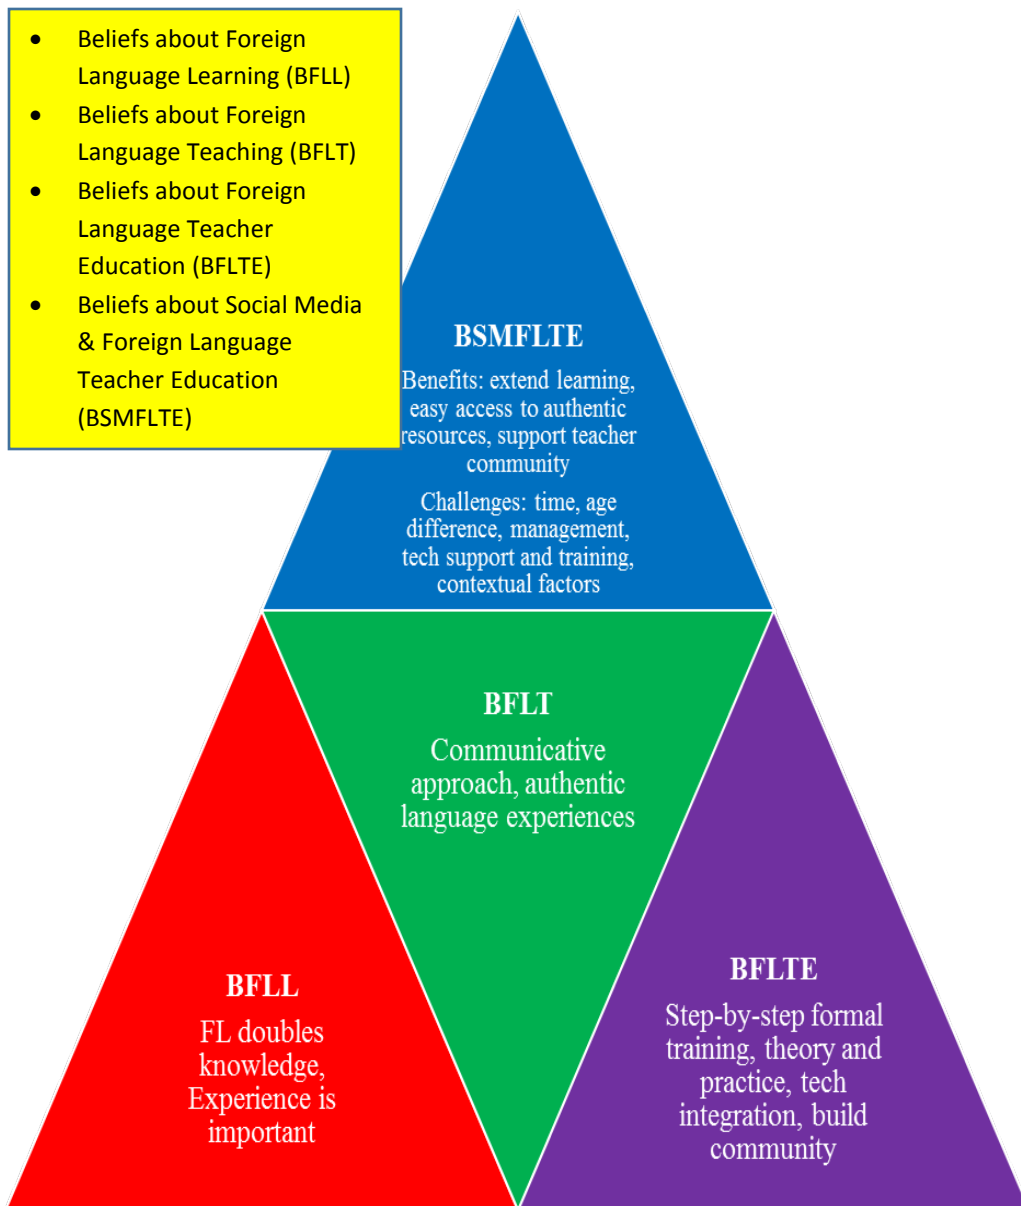 • Beliefs about Foreign
Language Learning (BFLL)
• Beliefs about Foreign
Language Teaching (BFLT)
• Beliefs about Foreign
Language Teacher
Education (BFLTE)
• Beliefs about Social Media
& Foreign Language
Teacher Education
(BSMFLTE)
BSMFLTE
Benefits: extend learning,
easy access to authentic
resources, support teacher
community
Challenges: time, age
difference, management,
tech support and training,
contextual factors
BFLT
Communicative
approach, authentic
language experiences
BFLL
FL doubles
knowledge,
Experience is
important
BFLTE
Step-by-step formal
training, theory and
practice, tech
integration, build
community